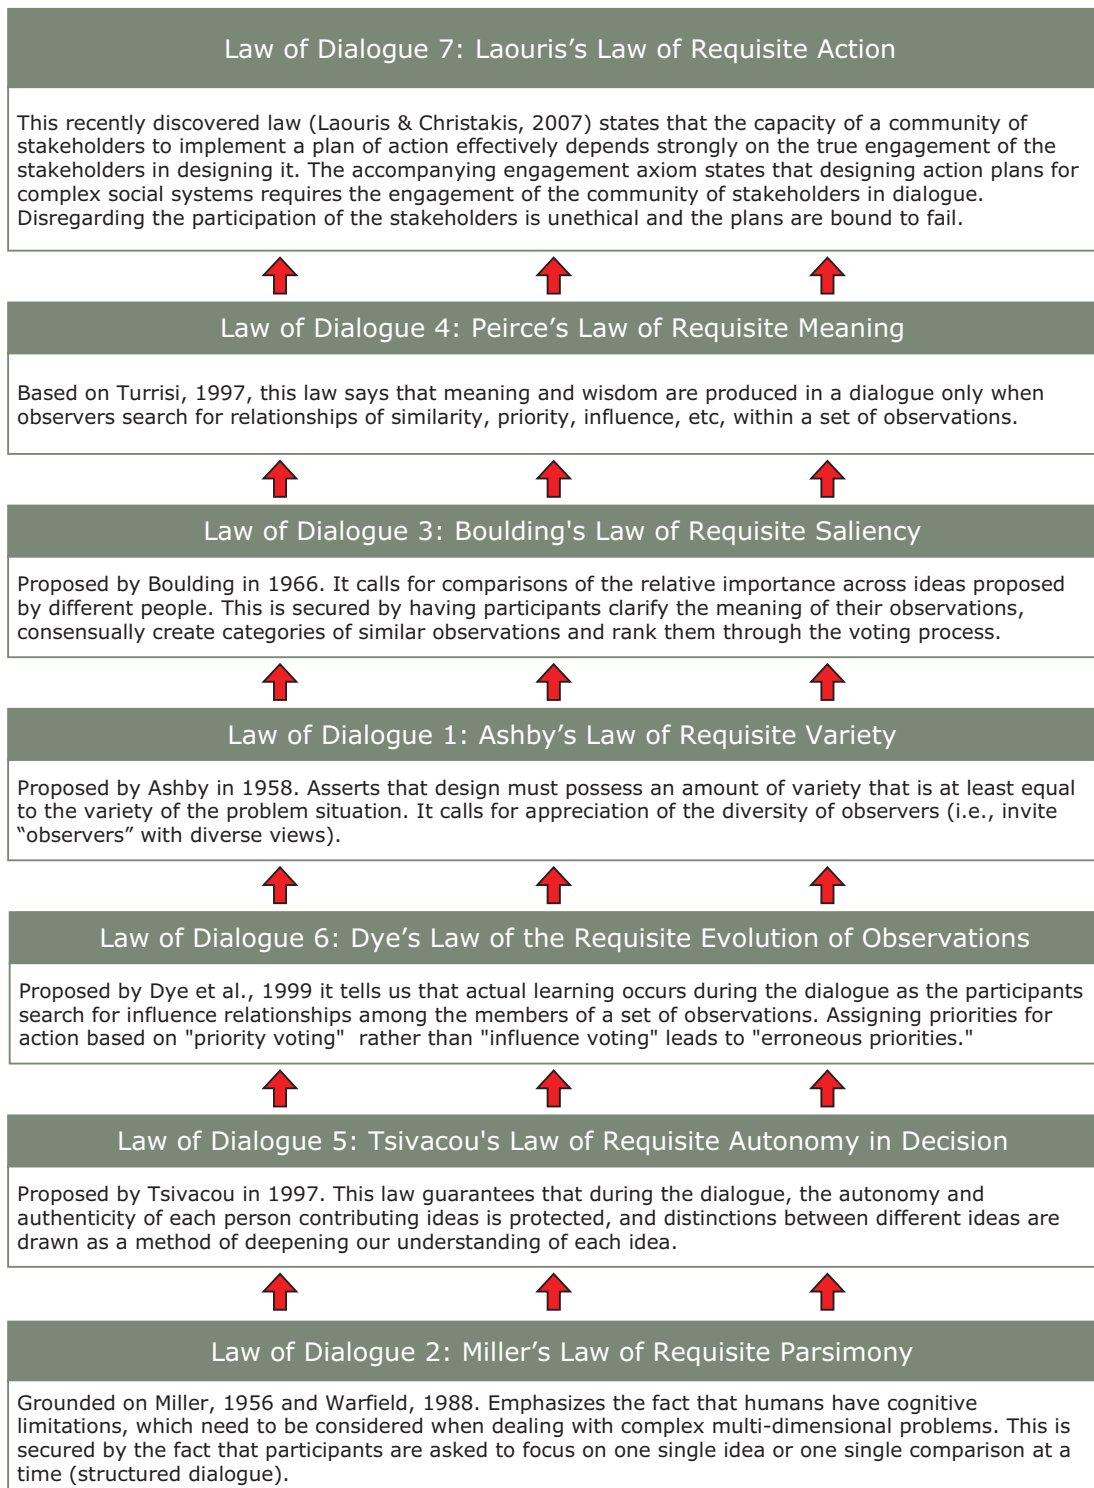 Law of Dialogue 7: Laouris’s Law of Requisite Action
This recently discovered law (Laouris & Christakis, 2007) states that the capacity of a community of
stakeholders to implement a plan of action effectively depends strongly on the true engagement of the
stakeholders in designing it. The accompanying engagement axiom states that designing action plans for
complex social systems requires the engagement of the community of stakeholders in dialogue.
Disregarding the participation of the stakeholders is unethical and the plans are bound to fail.
Law of Dialogue 4: Peirce’s Law of Requisite Meaning
Based on Turrisi, 1997, this law says that meaning and wisdom are produced in a dialogue only when
observers search for relationships of similarity, priority, influence, etc, within a set of observations.
Law of Dialogue 3: Boulding's Law of Requisite Saliency
Proposed by Boulding in 1966. It calls for comparisons of the relative importance across ideas proposed
by different people. This is secured by having participants clarify the meaning of their observations,
consensually create categories of similar observations and rank them through the voting process.
Law of Dialogue 1: Ashby’s Law of Requisite Variety
Proposed by Ashby in 1958. Asserts that design must possess an amount of variety that is at least equal
to the variety of the problem situation. It calls for appreciation of the diversity of observers (i.e., invite
“observers” with diverse views).
Law of Dialogue 6: Dye’s Law of the Requisite Evolution of Observations
Proposed by Dye et al., 1999 it tells us that actual learning occurs during the dialogue as the participants
search for influence relationships among the members of a set of observations. Assigning priorities for
action based on "priority voting" rather than "influence voting" leads to "erroneous priorities."
Law of Dialogue 5: Tsivacou's Law of Requisite Autonomy in Decision
Proposed by Tsivacou in 1997. This law guarantees that during the dialogue, the autonomy and
authenticity of each person contributing ideas is protected, and distinctions between different ideas are
drawn as a method of deepening our understanding of each idea.
Law of Dialogue 2: Miller’s Law of Requisite Parsimony
Grounded on Miller, 1956 and Warfield, 1988. Emphasizes the fact that humans have cognitive
limitations, which need to be considered when dealing with complex multi-dimensional problems. This is
secured by the fact that participants are asked to focus on one single idea or one single comparison at a
time (structured dialogue).